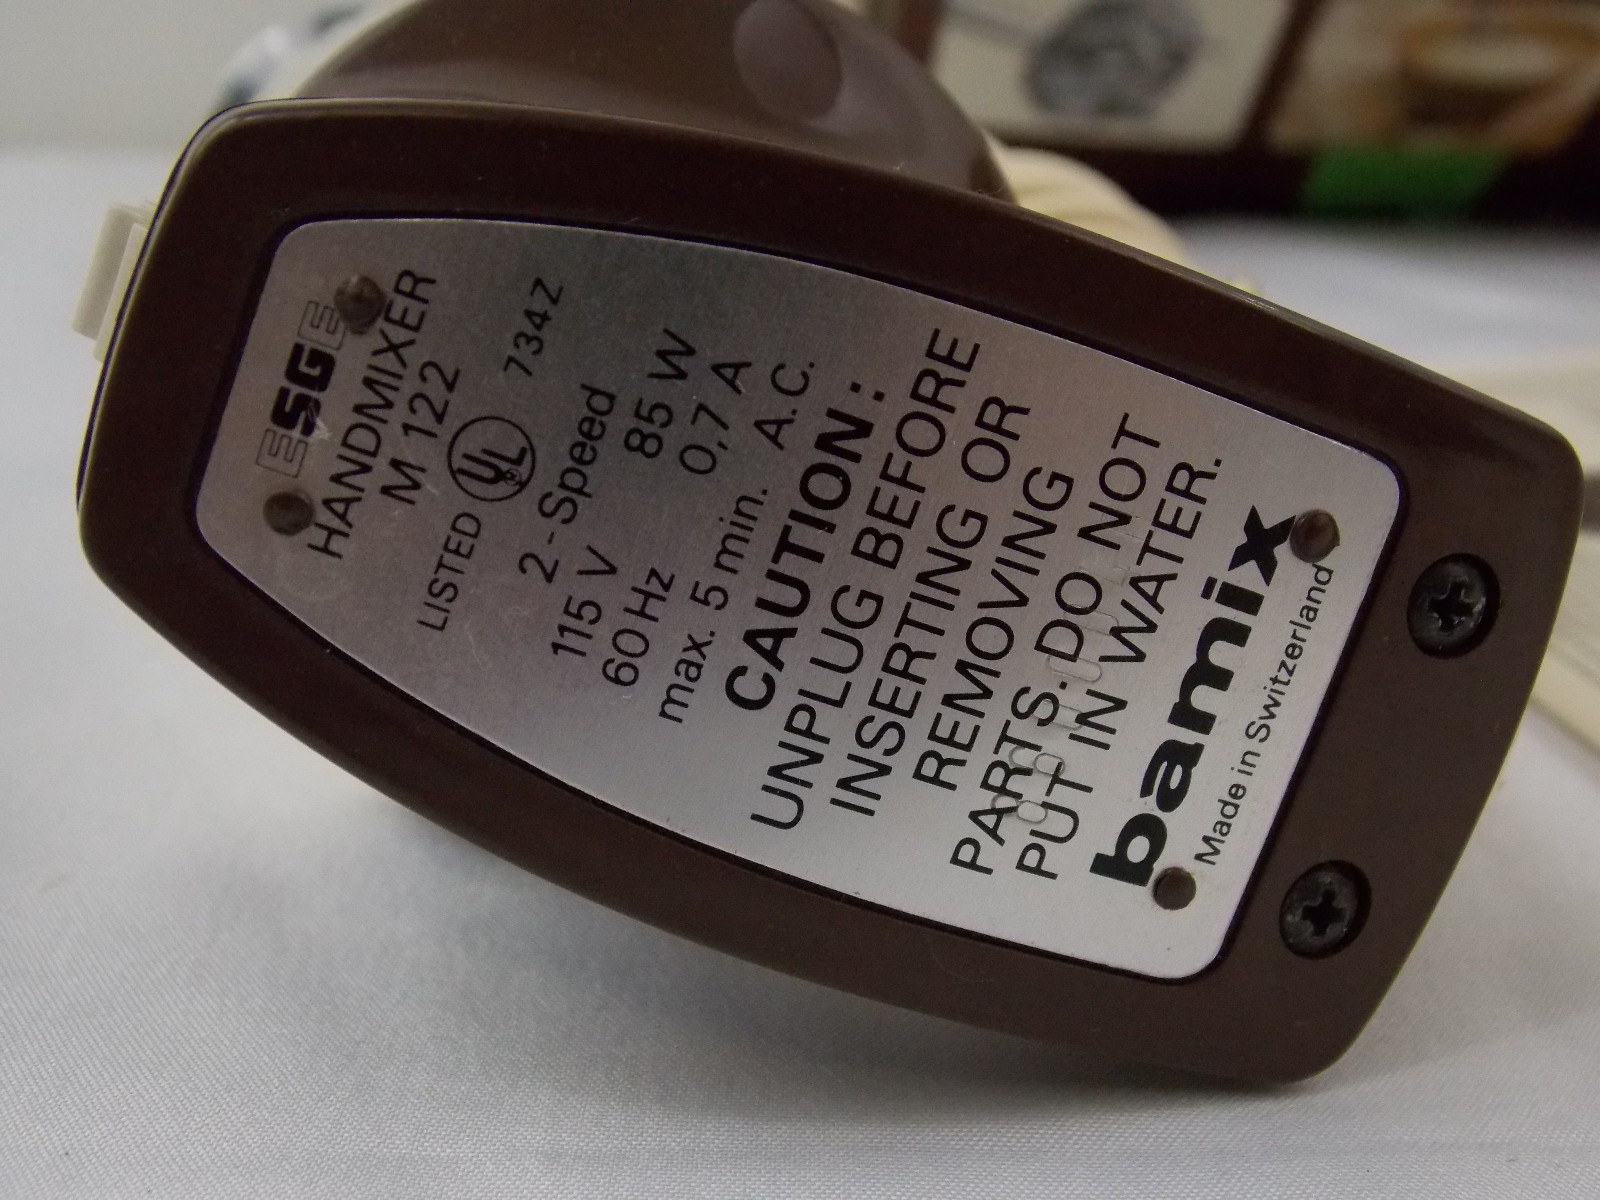 ESGE
HANDMIXER
M 122
LISTED UL 734Z
2-Speed
115 V 85 W
60 Hz 0,7 A
max. 5 min. A.C.
CAUTION:
UNPLUG BEFORE
INSERTING OR
REMOVING
PARTS. DO NOT
PUT IN WATER.
bamix
Made in Switzerland